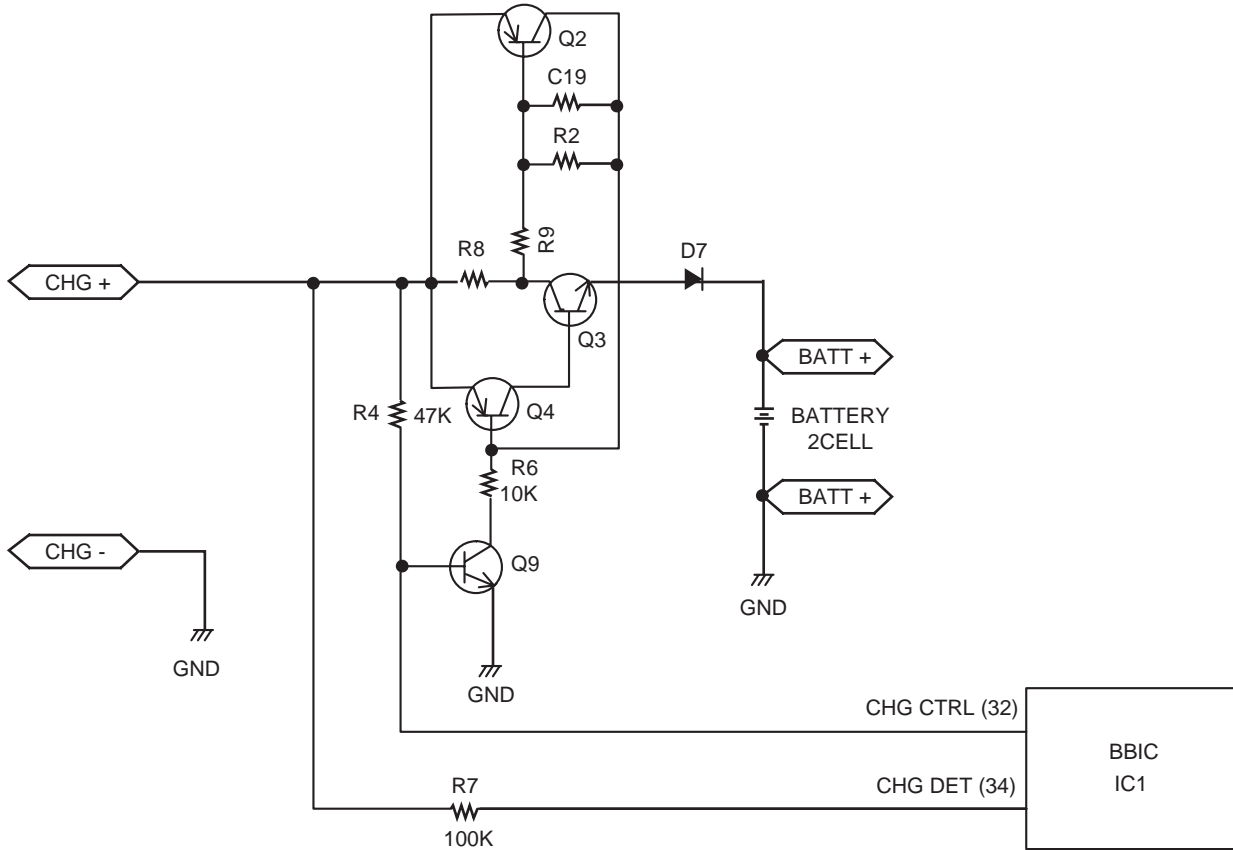 Q2
C19
R2
R9
R8
D7
CHG +
Q3
BATT +
R4 47K
Q4
BATTERY
2CELL
R6
10K
BATT +
CHG -
Q9
GND
GND
GND
CHG CTRL (32)
BBIC
IC1
CHG DET (34)
R7
100K